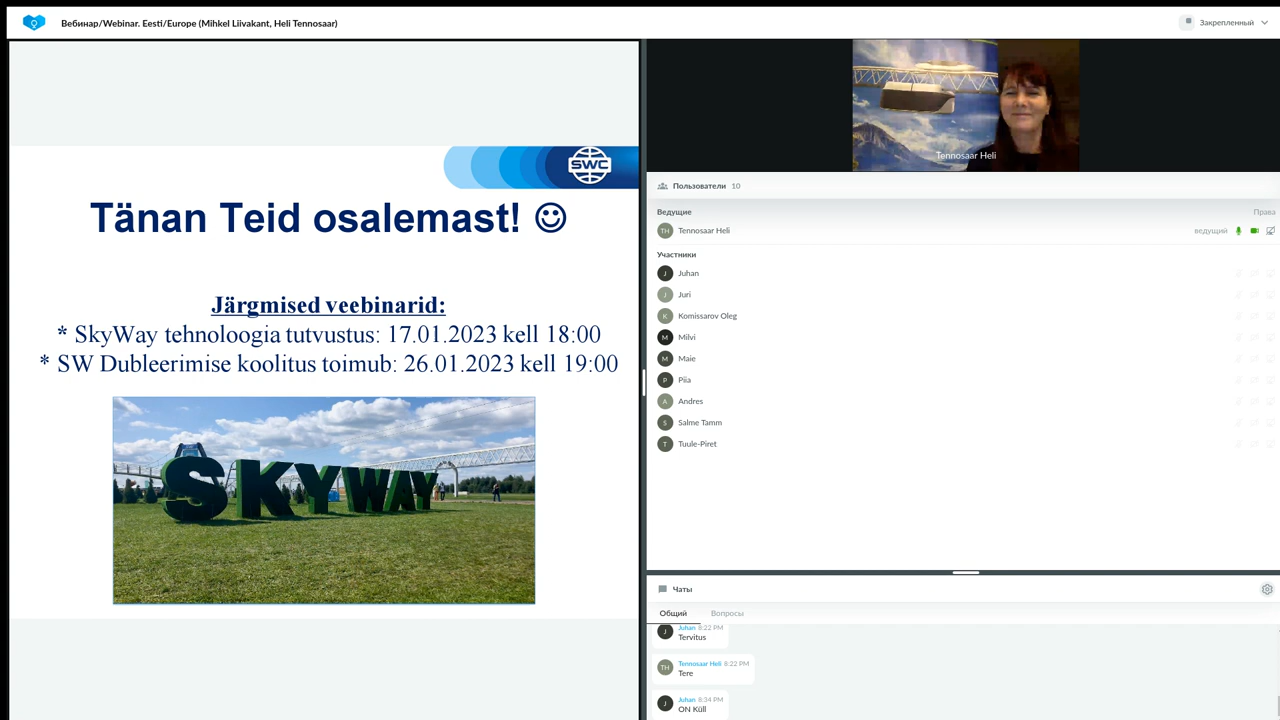 Вебинар/Webinar. Eesti/Europe (Mihkel Liivakant, Heli Tennosaar)
Закрепленный
SWC
Tänan Teid osalemast! ☺
Järgmised veebinarid:
* SkyWay tehnoloogia tutvustus: 17.01.2023 kell 18:00
* SW Dubleerimise koolitus toimub: 26.01.2023 kell 19:00
SKYWAY
Tennosaar Heli
Пользователи 10
Ведущие Права
TH Tennosaar Heli ведущий
Участники
J Juhan
J Juri
K Komissarov Oleg
M Milvi
M Maie
P Piia
A Andres
S Salme Tamm
T Tuule-Piret
Чаты
Общий Вопросы
J Juhan 8:22 PM
Tervitus
TH Tennosaar Heli 8:22 PM
Tere
J Juhan 8:34 PM
ON Küll